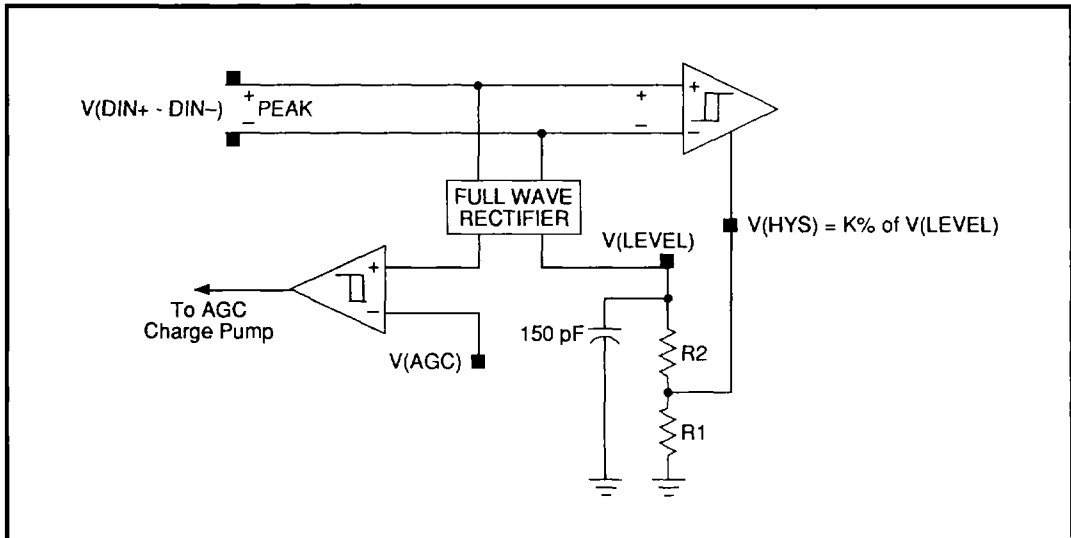 V(DIN+ - DIN–)
+
PEAK
–
+
–
+
–
FULL WAVE
RECTIFIER
V(LEVEL)
V(HYS) = K% of V(LEVEL)
+
–
To AGC
Charge Pump
V(AGC)
150 pF
R2
R1